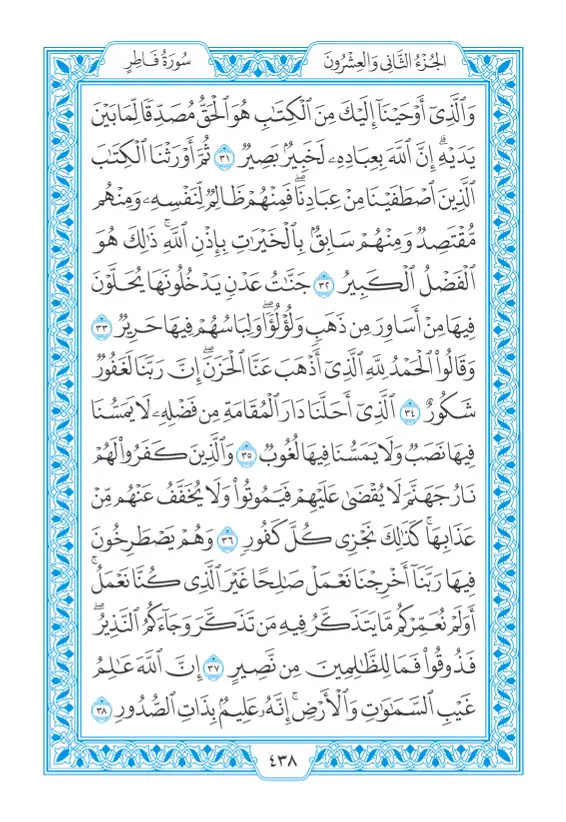 الجُزْءُ الثَّانِي وَالعِشْرُونَ
سُورَةُ فَاطِرٍ
وَٱلَّذِىٓ أَوْحَيْنَآ إِلَيْكَ مِنَ ٱلْكِتَٰبِ هُوَ ٱلْحَقُّ مُصَدِّقًا لِّمَا بَيْنَ
يَدَيْهِۗ إِنَّ ٱللَّهَ بِعِبَادِهِۦ لَخَبِيرٌۢ بَصِيرٌ ٣١ ثُمَّ أَوْرَثْنَا ٱلْكِتَٰبَ
ٱلَّذِينَ ٱصْطَفَيْنَا مِنْ عِبَادِنَاۖ فَمِنْهُمْ ظَالِمٌ لِّنَفْسِهِۦ وَمِنْهُم
مُّقْتَصِدٌ وَمِنْهُمْ سَابِقٌۢ بِٱلْخَيْرَٰتِ بِإِذْنِ ٱللَّهِۚ ذَٰلِكَ هُوَ
ٱلْفَضْلُ ٱلْكَبِيرُ ٣٢ جَنَّٰتُ عَدْنٍ يَدْخُلُونَهَا يُحَلَّوْنَ
فِيهَا مِنْ أَسَاوِرَ مِن ذَهَبٍ وَلُؤْلُؤًاۖ وَلِبَاسُهُمْ فِيهَا حَرِيرٌ ٣٣
وَقَالُوا۟ ٱلْحَمْدُ لِلَّهِ ٱلَّذِىٓ أَذْهَبَ عَنَّا ٱلْحَزَنَۖ إِنَّ رَبَّنَا لَغَفُورٌ
شَكُورٌ ٣٤ ٱلَّذِىٓ أَحَلَّنَا دَارَ ٱلْمُقَامَةِ مِن فَضْلِهِۦ لَا يَمَسُّنَا
فِيهَا نَصَبٌ وَلَا يَمَسُّنَا فِيهَا لُغُوبٌ ٣٥ وَٱلَّذِينَ كَفَرُوا۟ لَهُمْ
نَارُ جَهَنَّمَ لَا يُقْضَىٰ عَلَيْهِمْ فَيَمُوتُوا۟ وَلَا يُخَفَّفُ عَنْهُم مِّنْ
عَذَابِهَاۚ كَذَٰلِكَ نَجْزِى كُلَّ كَفُورٍ ٣٦ وَهُمْ يَصْطَرِخُونَ
فِيهَا رَبَّنَآ أَخْرِجْنَا نَعْمَلْ صَٰلِحًا غَيْرَ ٱلَّذِى كُنَّا نَعْمَلُۚ
أَوَلَمْ نُعَمِّرْكُم مَّا يَتَذَكَّرُ فِيهِ مَن تَذَكَّرَ وَجَآءَكُمُ ٱلنَّذِيرُۖ
فَذُوقُوا۟ فَمَا لِلظَّٰلِمِينَ مِن نَّصِيرٍ ٣٧ إِنَّ ٱللَّهَ عَٰلِمُ
غَيْبِ ٱلسَّمَٰوَٰتِ وَٱلْأَرْضِۚ إِنَّهُۥ عَلِيمٌۢ بِذَاتِ ٱلصُّدُورِ ٣٨
٤٣٨